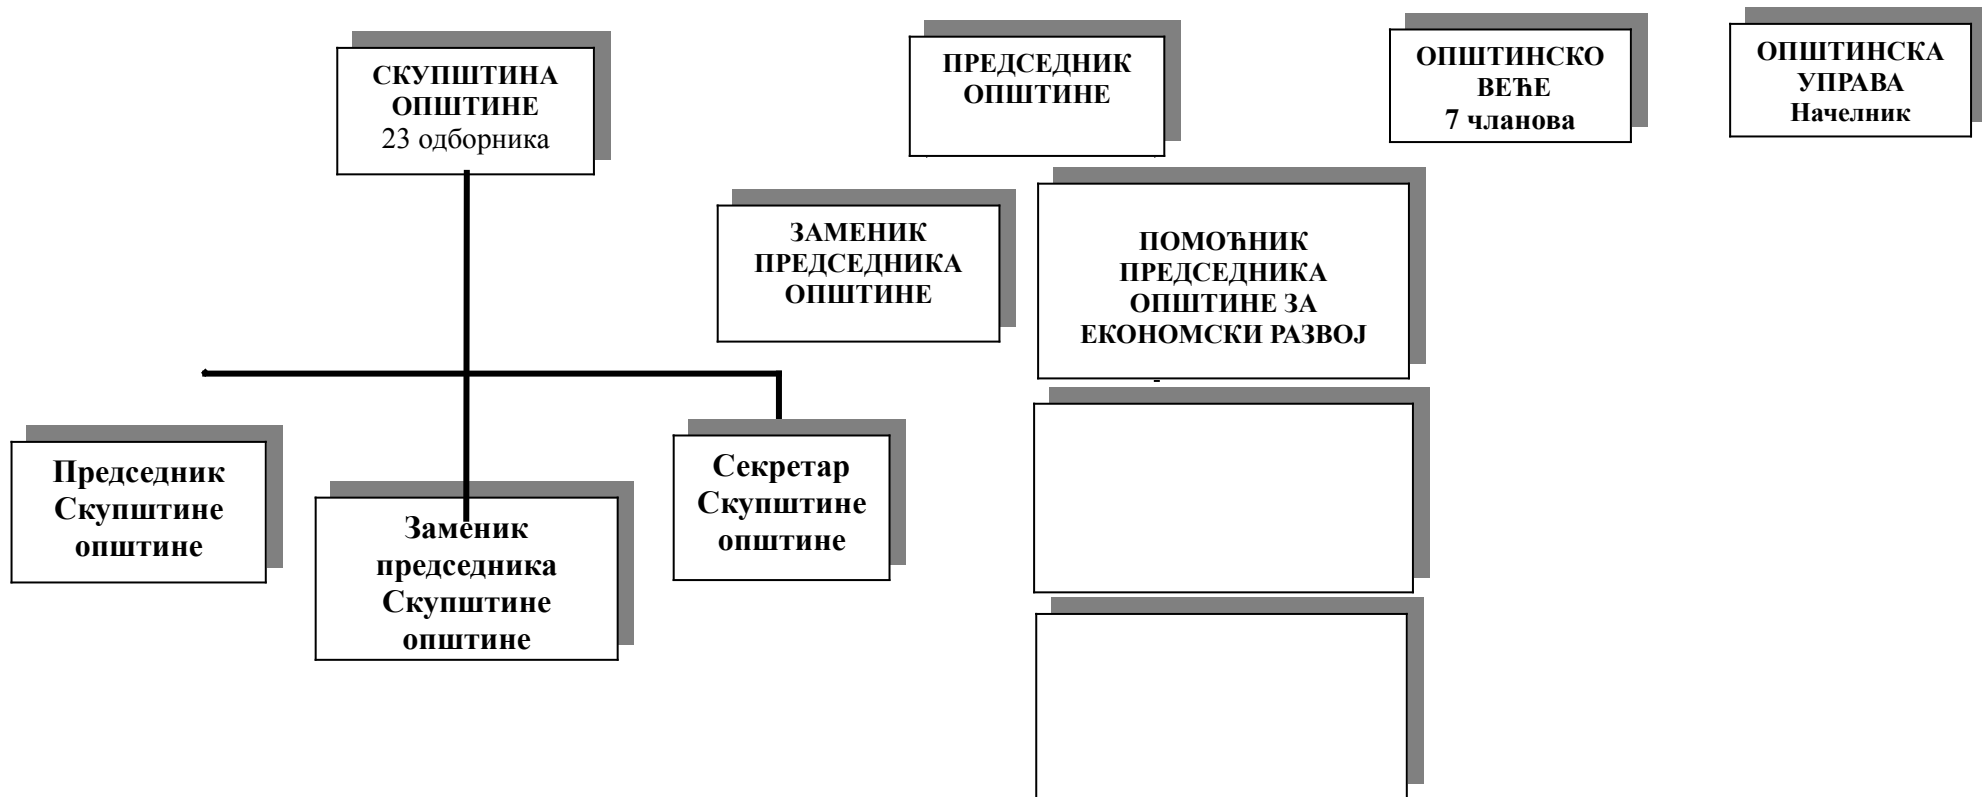 СКУПШТИНА
ОПШТИНЕ
23 одборника
ПРЕДСЕДНИК
ОПШТИНЕ
ОПШТИНСКО
ВЕЋЕ
7 чланова
ОПШТИНСКА
УПРАВА
Начелник
ЗАМЕНИК
ПРЕДСЕДНИКА
ОПШТИНЕ
ПОМОЋНИК
ПРЕДСЕДНИКА
ОПШТИНЕ ЗА
ЕКОНОМСКИ РАЗВОЈ
Председник
Скупштине
општине
Заменик
председника
Скупштине
општине
Секретар
Скупштине
општине